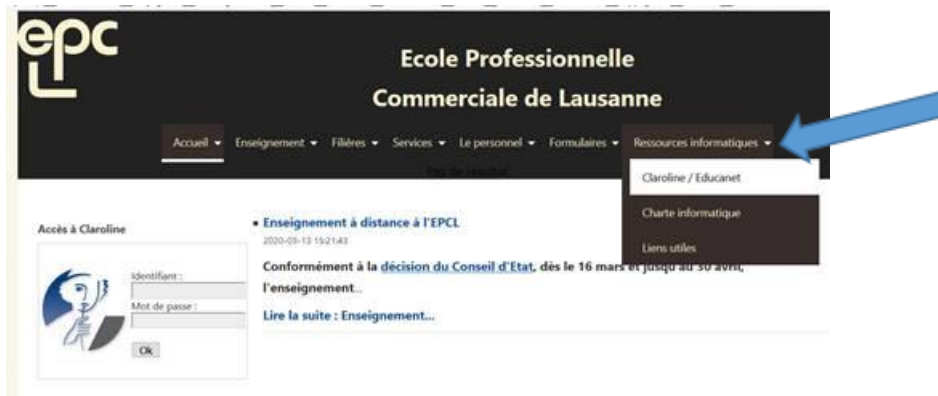 epc
Ecole Professionnelle
Commerciale de Lausanne
Accueil Enseignement Filières Services Le personnel Formulaires Ressources informatiques
Pas de résultat
Claroline / Educanet
Charte informatique
Liens utiles
Accès à Claroline
Identifiant :
Mot de passe :
Ok
Enseignement à distance à l'EPCL
2020-03-13 15:21:43
Conformément à la décision du Conseil d'Etat, dès le 16 mars et jusqu'au 30 avril,
l'enseignement...
Lire la suite : Enseignement...